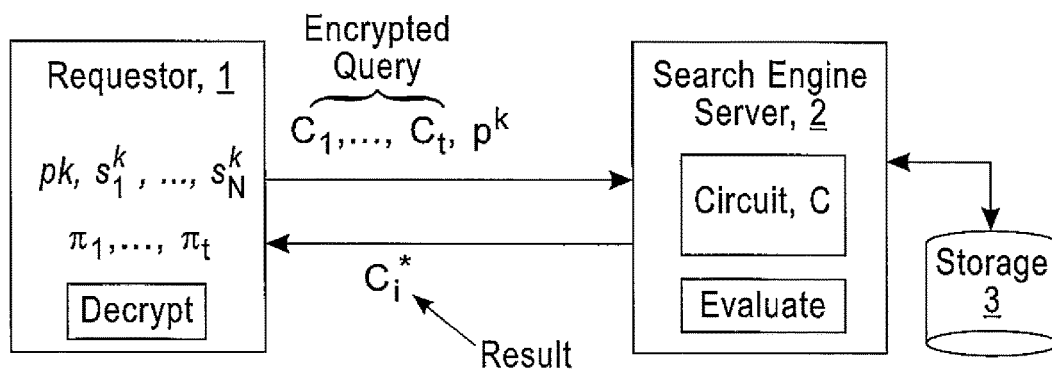 Requestor, 1
pk, s₁ᵏ, ..., s_Nᵏ
π₁,..., πₜ
Decrypt
Encrypted
Query
C₁,..., Cₜ, pᵏ
Cᵢ*
Result
Search Engine
Server, 2
Circuit, C
Evaluate
Storage
3